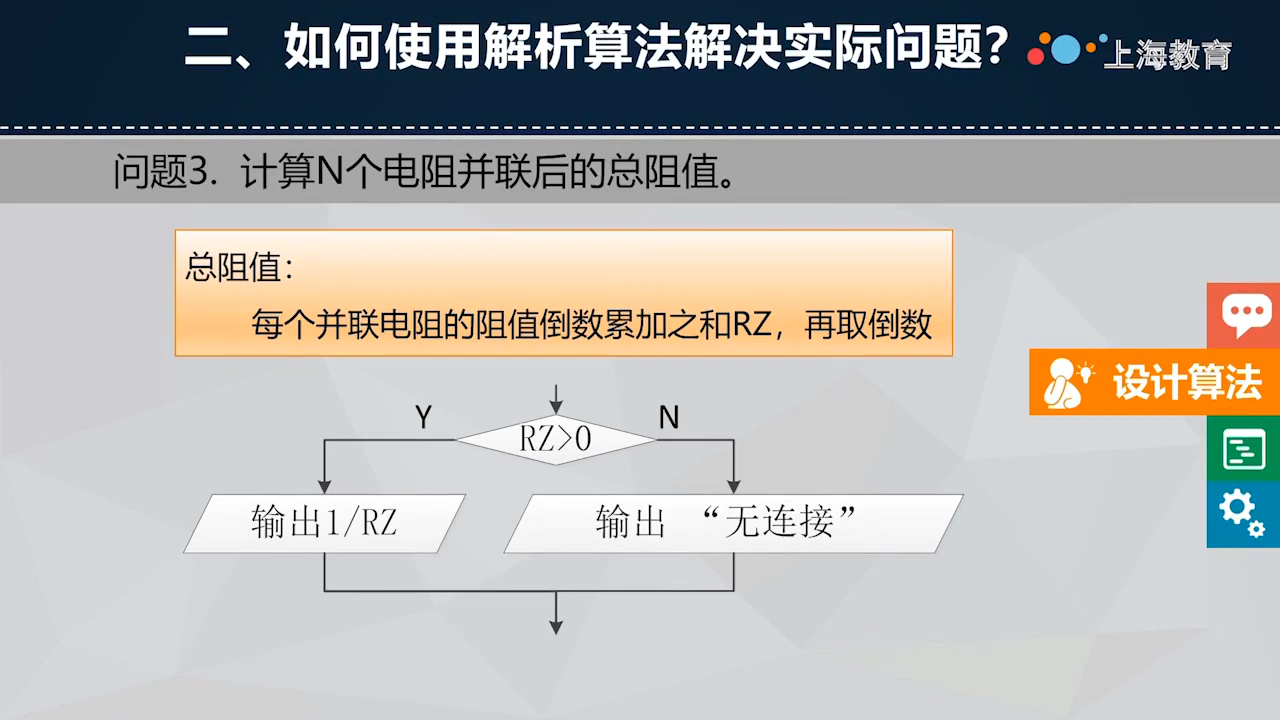 二、如何使用解析算法解决实际问题？
上海教育
问题3. 计算N个电阻并联后的总阻值。
总阻值：
每个并联电阻的阻值倒数累加之和RZ，再取倒数
设计算法
Y
N
RZ>0
输出1/RZ
输出 “无连接”